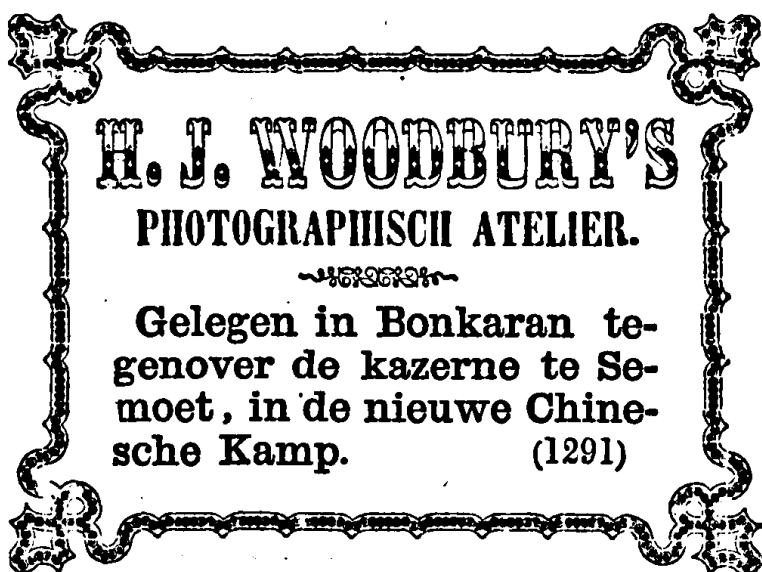 H. J. WOODBURY'S
PHOTOGRAPHISCH ATELIER.
Gelegen in Bonkaran te-
genover de kazerne te Se-
moet, in de nieuwe Chine-
sche Kamp. (1291)